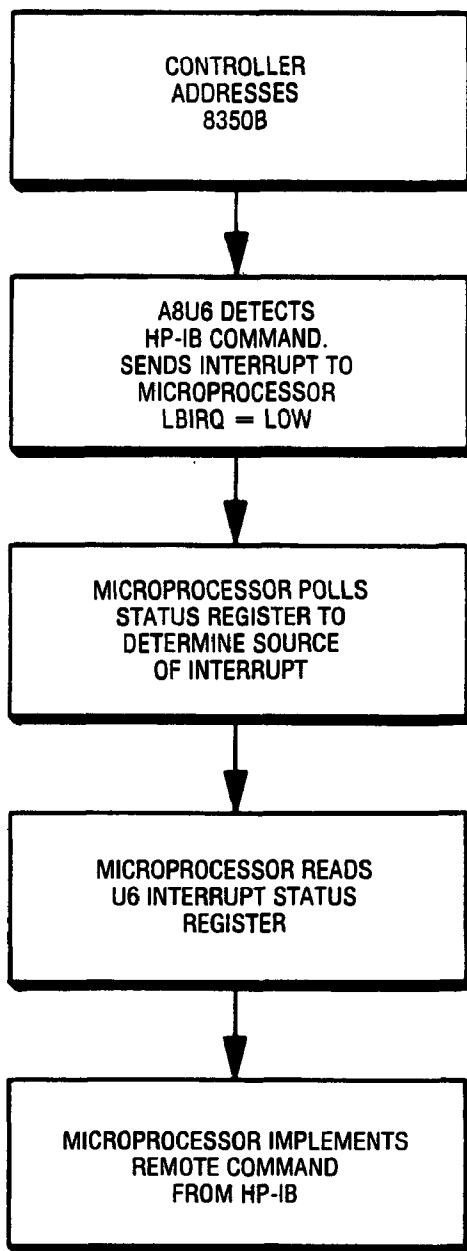 CONTROLLER
ADDRESSES
8350B
A8U6 DETECTS
HP-IB COMMAND.
SENDS INTERRUPT TO
MICROPROCESSOR
LBIRQ = LOW
MICROPROCESSOR POLLS
STATUS REGISTER TO
DETERMINE SOURCE
OF INTERRUPT
MICROPROCESSOR READS
U6 INTERRUPT STATUS
REGISTER
MICROPROCESSOR IMPLEMENTS
REMOTE COMMAND
FROM HP-IB